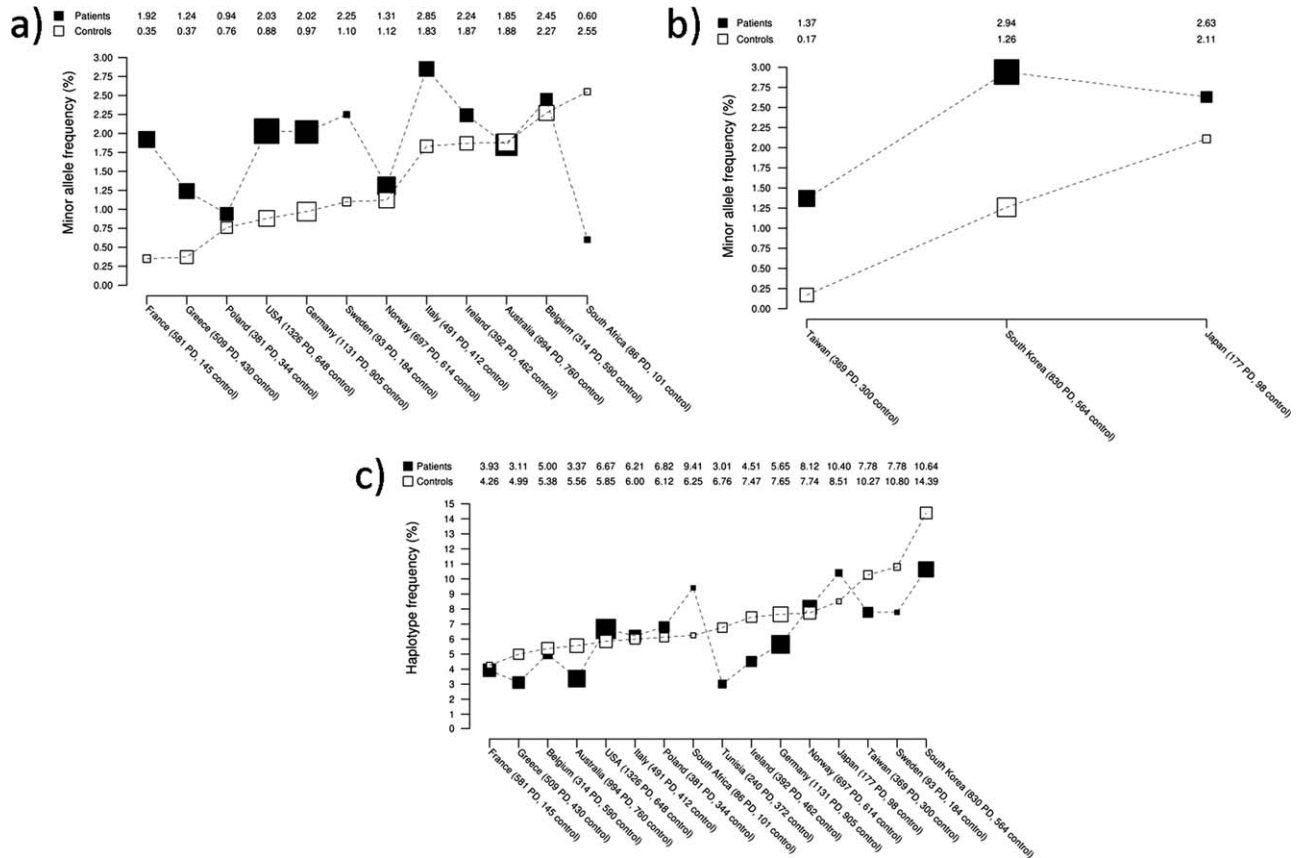 a)
Patients 1.92 1.24 0.94 2.03 2.02 2.25 1.31 2.85 2.24 1.85 2.45 0.60
Controls 0.35 0.37 0.76 0.88 0.97 1.10 1.12 1.83 1.87 1.88 2.27 2.55
Minor allele frequency (%)
3.00
2.75
2.50
2.25
2.00
1.75
1.50
1.25
1.00
0.75
0.50
0.25
0.00
France (581 PD, 145 control)
Greece (509 PD, 430 control)
Poland (381 PD, 344 control)
USA (1326 PD, 648 control)
Germany (1131 PD, 905 control)
Sweden (93 PD, 184 control)
Norway (697 PD, 614 control)
Italy (491 PD, 412 control)
Ireland (392 PD, 462 control)
Australia (994 PD, 760 control)
Belgium (314 PD, 590 control)
South Africa (86 PD, 101 control)
b)
Patients 1.37 2.94 2.63
Controls 0.17 1.26 2.11
Minor allele frequency (%)
3.00
2.75
2.50
2.25
2.00
1.75
1.50
1.25
1.00
0.75
0.50
0.25
0.00
Taiwan (369 PD, 300 control)
South Korea (830 PD, 564 control)
Japan (177 PD, 98 control)
c)
Patients 3.93 3.11 5.00 3.37 6.67 6.21 6.82 9.41 3.01 4.51 5.65 8.12 10.40 7.78 7.78 10.64
Controls 4.26 4.99 5.38 5.56 5.85 6.00 6.12 6.25 6.76 7.47 7.65 7.74 8.51 10.27 10.80 14.39
Haplotype frequency (%)
15
14
13
12
11
10
9
8
7
6
5
4
3
2
1
0
France (581 PD, 145 control)
Greece (509 PD, 430 control)
Belgium (314 PD, 590 control)
Australia (994 PD, 760 control)
USA (1326 PD, 648 control)
Italy (491 PD, 412 control)
Poland (381 PD, 344 control)
South Africa (86 PD, 101 control)
Tunisia (240 PD, 372 control)
Ireland (392 PD, 462 control)
Germany (1131 PD, 905 control)
Norway (697 PD, 614 control)
Japan (177 PD, 98 control)
Taiwan (369 PD, 300 control)
Sweden (93 PD, 184 control)
South Korea (830 PD, 564 control)